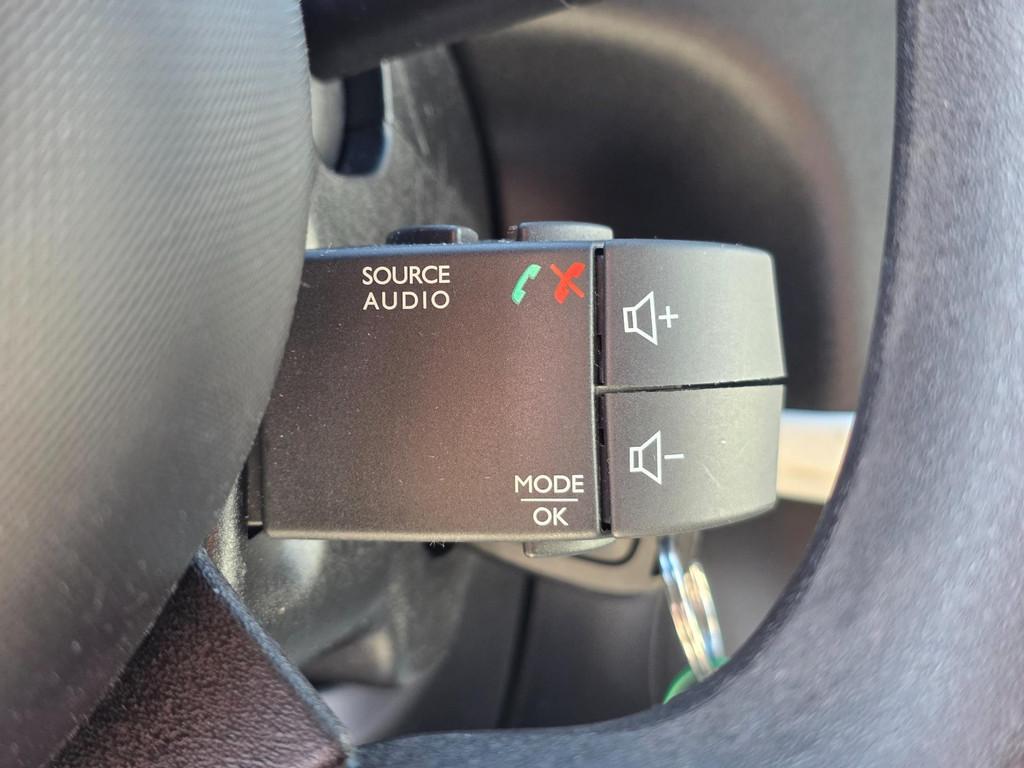 SOURCE
AUDIO
+
-
MODE
OK